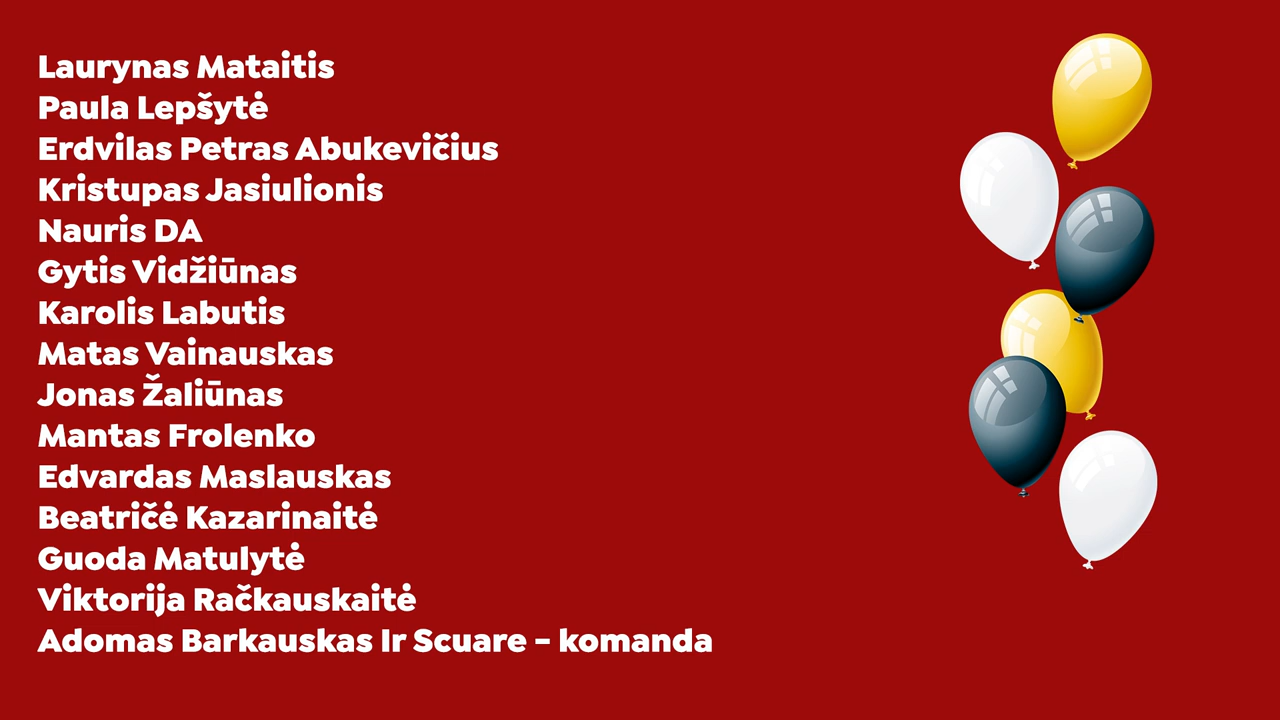 Laurynas Mataitis
Paula Lepšytė
Erdvilas Petras Abukevičius
Kristupas Jasiulionis
Nauris DA
Gytis Vidžiūnas
Karolis Labutis
Matas Vainauskas
Jonas Žaliūnas
Mantas Frolenko
Edvardas Maslauskas
Beatričė Kazarinaitė
Guoda Matulytė
Viktorija Račkauskaitė
Adomas Barkauskas Ir Scuare – komanda